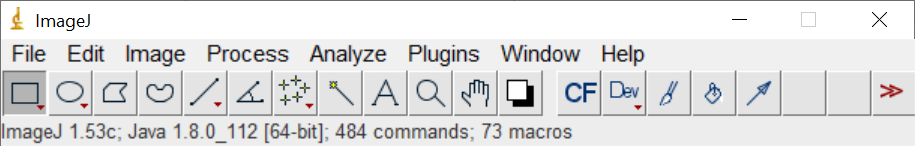 ImageJ
File Edit Image Process Analyze Plugins Window Help
A CF Dev >>
ImageJ 1.53c; Java 1.8.0_112 [64-bit]; 484 commands; 73 macros